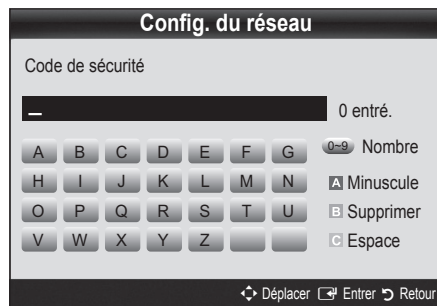 Config. du réseau
Code de sécurité
_
0 entré.
A B C D E F G 0~9 Nombre
H I J K L M N A Minuscule
O P Q R S T U B Supprimer
V W X Y Z C Espace
Déplacer Entrer Retour